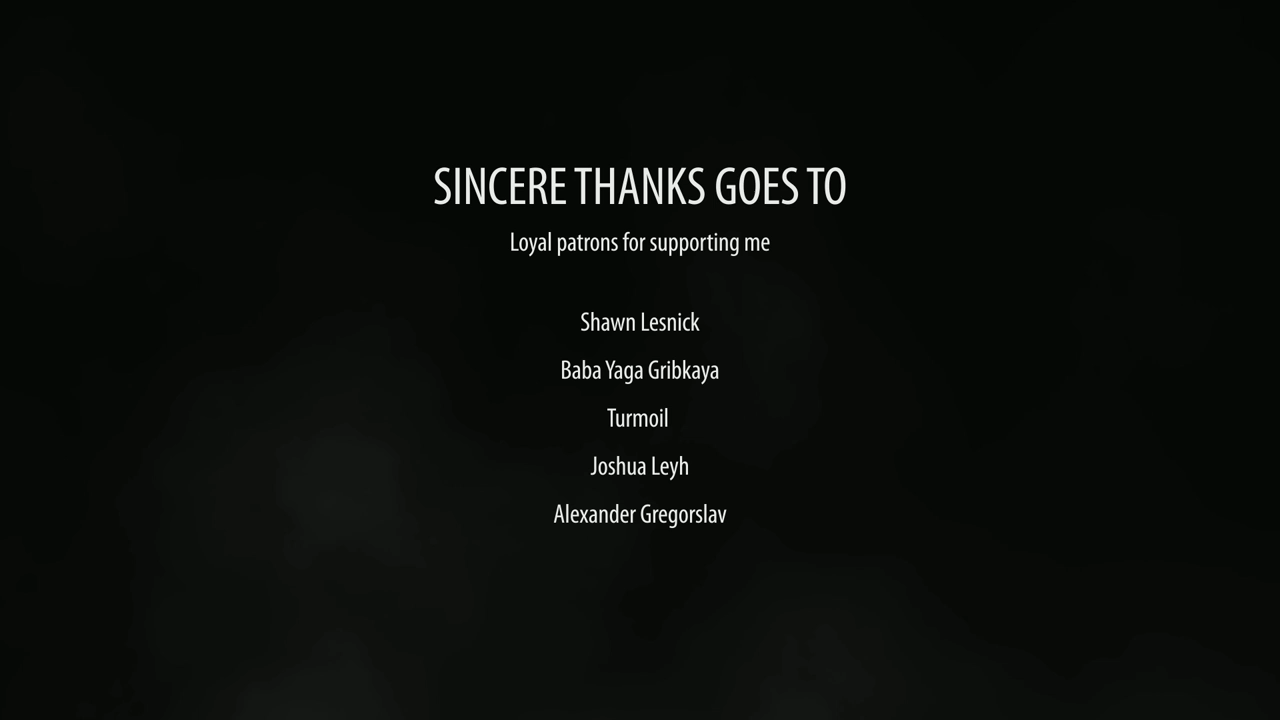 SINCERE THANKS GOES TO
Loyal patrons for supporting me
Shawn Lesnick
Baba Yaga Gribkaya
Turmoil
Joshua Leyh
Alexander Gregorslav